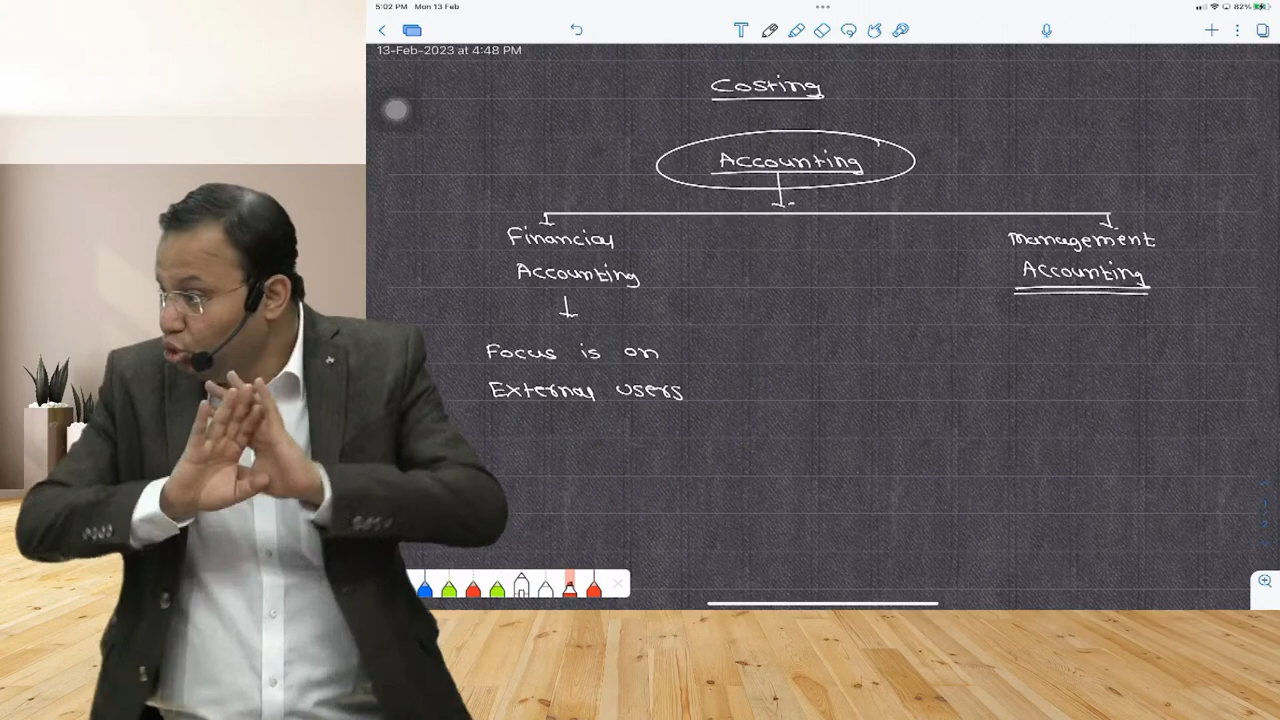 5:02 PM Mon 13 Feb
82%
13-Feb-2023 at 4:48 PM
Costing
Accounting
Financial
Accounting
Management
Accounting
Focus is on
External users